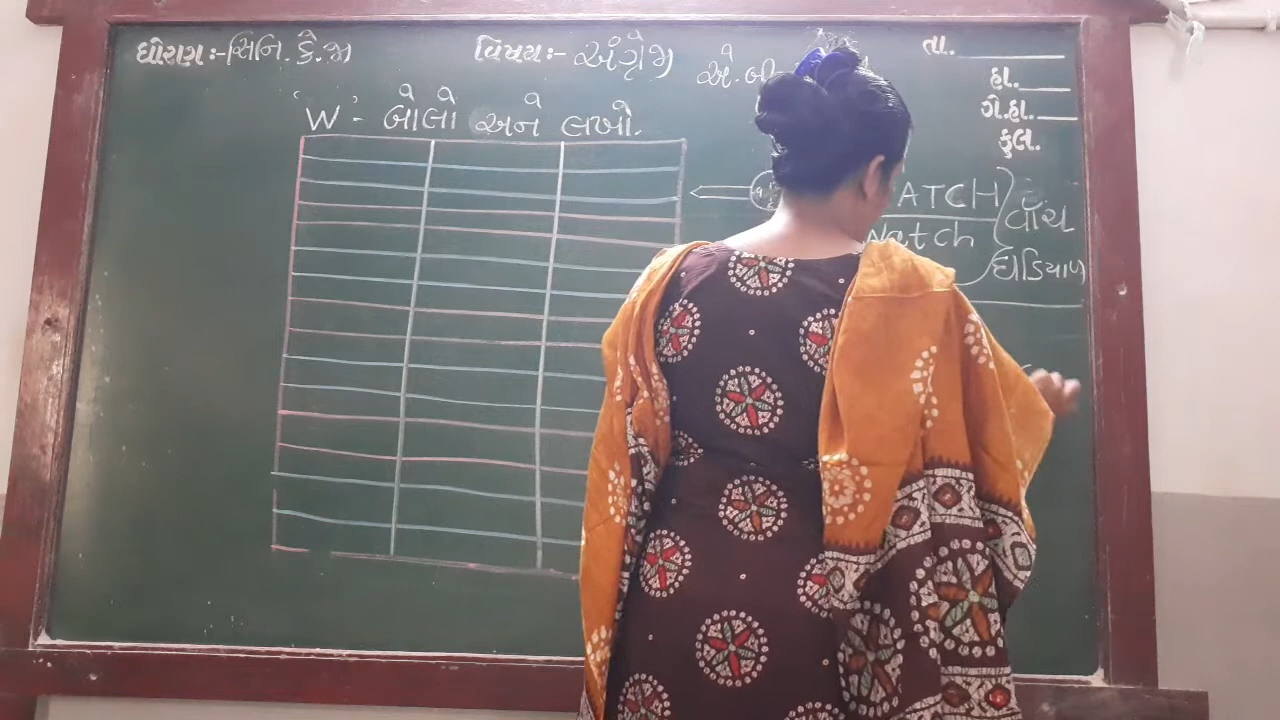 ધોરણ:-સિનિ. કે.જી
વિષય:- અંગ્રેજી
એ.બી
તા.
હા.
ગે.હા.
કુલ.
'W' - બોલો અને લખો.
ATCH
Watch
વૉચ
ઘડિયાળ